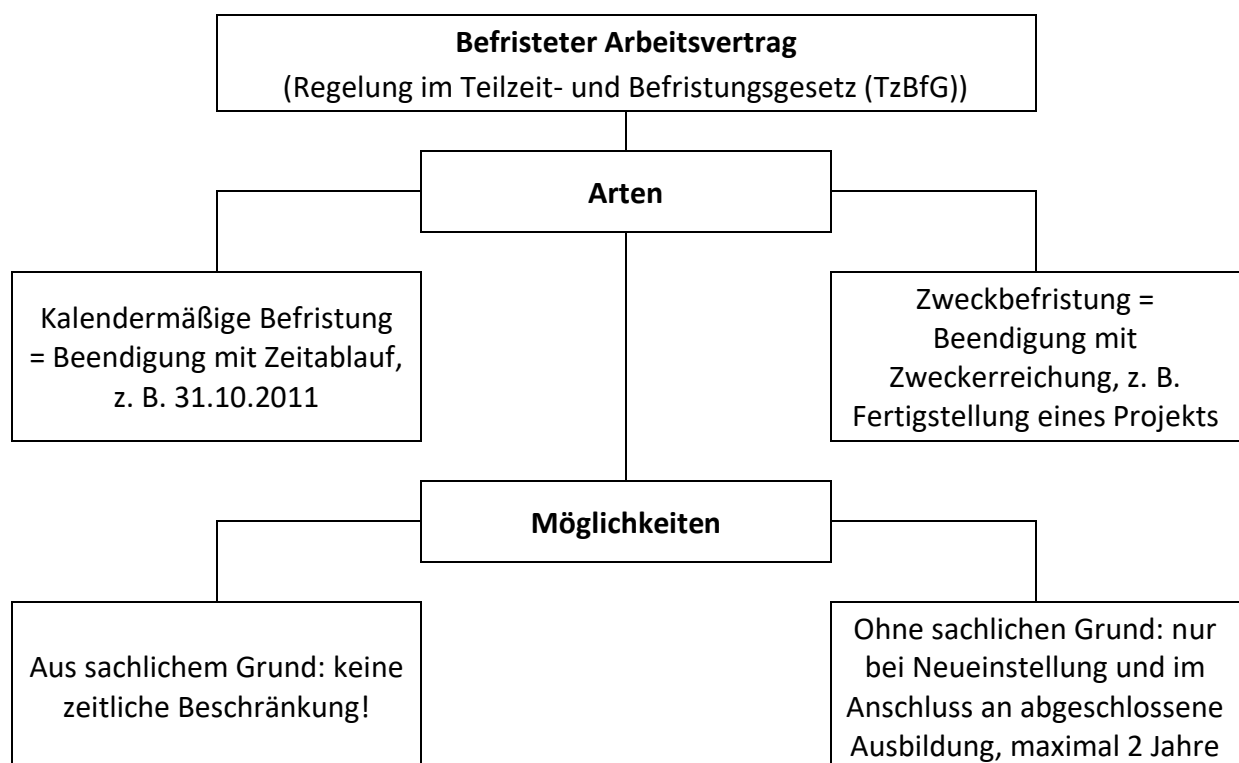 Befristeter Arbeitsvertrag
(Regelung im Teilzeit- und Befristungsgesetz (TzBfG))
Arten
Kalendermäßige Befristung
= Beendigung mit Zeitablauf,
z. B. 31.10.2011
Zweckbefristung =
Beendigung mit
Zweckerreichung, z. B.
Fertigstellung eines Projekts
Möglichkeiten
Aus sachlichem Grund: keine
zeitliche Beschränkung!
Ohne sachlichen Grund: nur
bei Neueinstellung und im
Anschluss an abgeschlossene
Ausbildung, maximal 2 Jahre